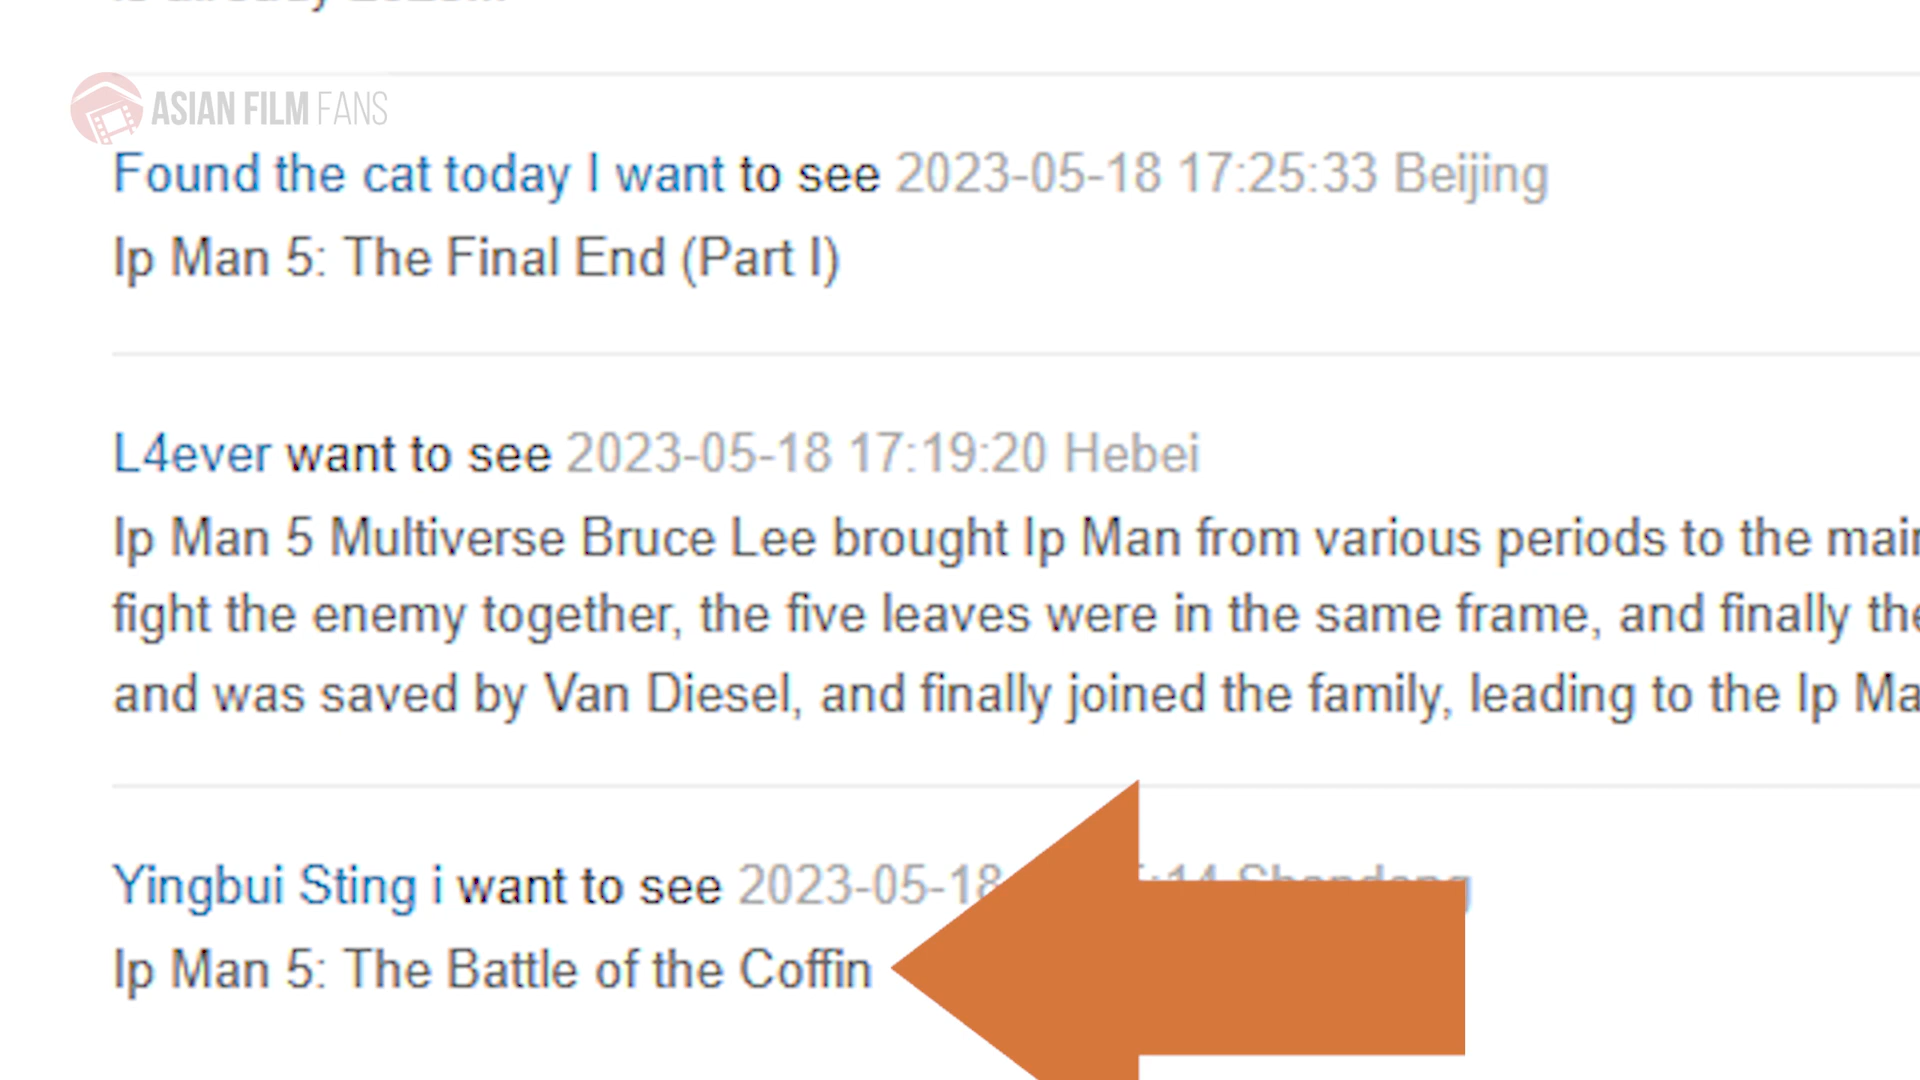 ASIAN FILM FANS
Found the cat today I want to see 2023-05-18 17:25:33 Beijing
Ip Man 5: The Final End (Part I)
L4ever want to see 2023-05-18 17:19:20 Hebei
Ip Man 5 Multiverse Bruce Lee brought Ip Man from various periods to the
fight the enemy together, the five leaves were in the same frame, and finally
and was saved by Van Diesel, and finally joined the family, leading to the Ip
Yingbui Sting i want to see 2023-05-18
Ip Man 5: The Battle of the Coffin